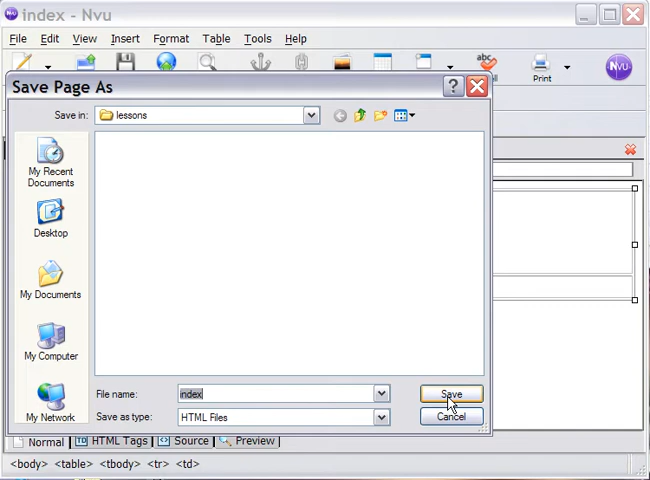 index - Nvu
File Edit View Insert Format Table Tools Help
abc
Print
NVU
Save Page As
Save in: lessons
My Recent
Documents
Desktop
My Documents
My Computer
My Network
File name: index
Save
Save as type: HTML Files
Cancel
Normal HTML Tags Source Preview
<body> <table> <tbody> <tr> <td>